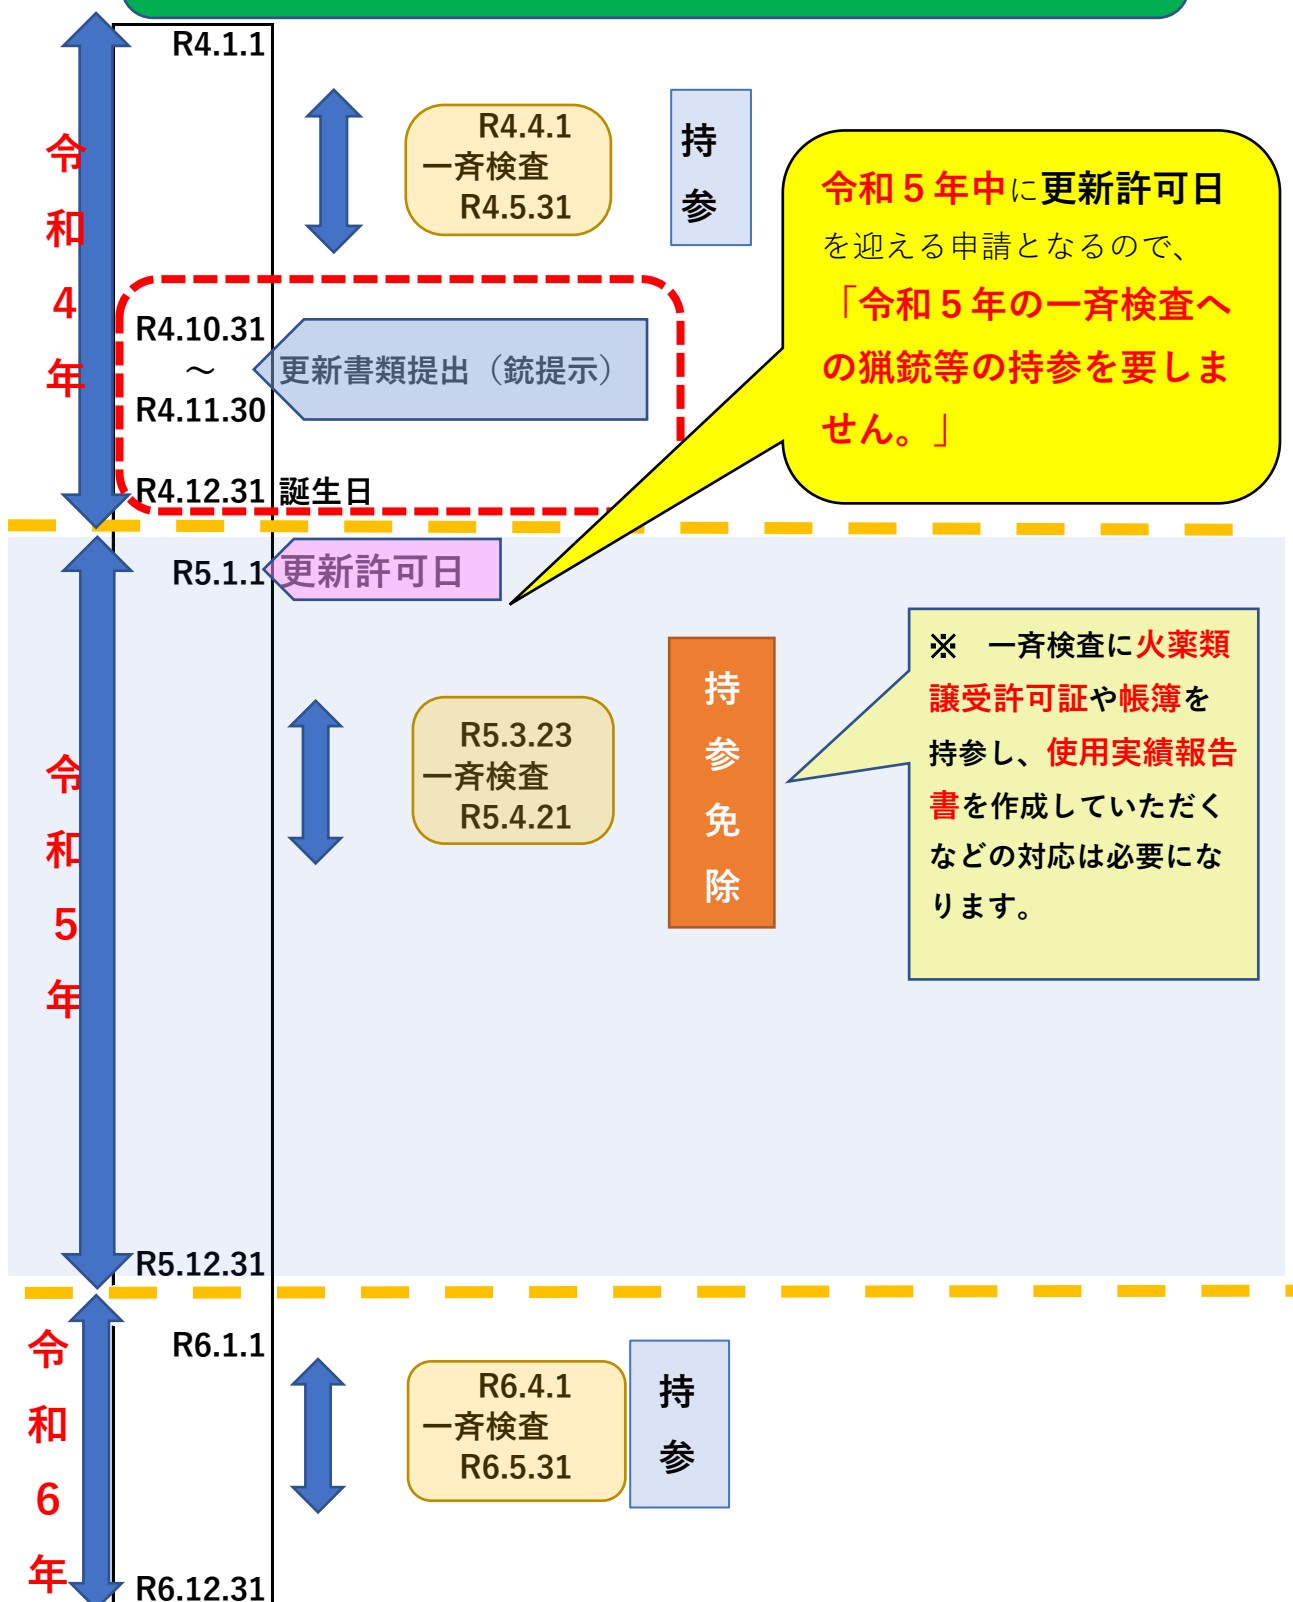 令和4年
R4.1.1
R4.4.1
一斉検査
R4.5.31
持参
令和５年中に更新許可日
を迎える申請となるので、
「令和５年の一斉検査へ
の猟銃等の持参を要しま
せん。」
R4.10.31
～
R4.11.30
更新書類提出（銃提示）
R4.12.31 誕生日
令和5年
R5.1.1
更新許可日
R5.3.23
一斉検査
R5.4.21
持参免除
※　一斉検査に火薬類
譲受許可証や帳簿を
持参し、使用実績報告
書を作成していただく
などの対応は必要にな
ります。
R5.12.31
令和6年
R6.1.1
R6.4.1
一斉検査
R6.5.31
持参
R6.12.31